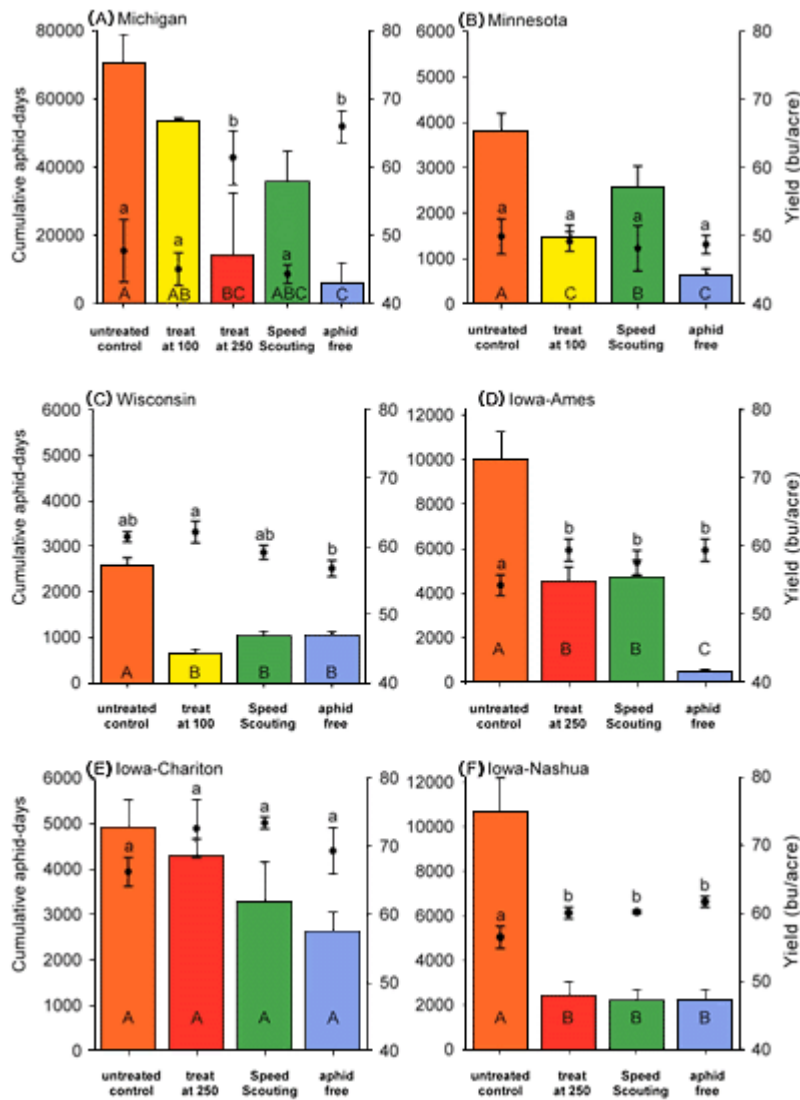 (A) Michigan
80000
60000
40000
20000
0
80
70
60
50
40
Cumulative aphid-days
a
a
b
a
b
A
AB
BC
ABC
C
untreated control
treat at 100
treat at 250
Speed Scouting
aphid free
(B) Minnesota
6000
5000
4000
3000
2000
1000
0
80
70
60
50
40
Yield (bu/acre)
a
a
a
a
A
C
B
C
untreated control
treat at 100
Speed Scouting
aphid free
(C) Wisconsin
6000
5000
4000
3000
2000
1000
0
80
70
60
50
40
Cumulative aphid-days
ab
a
ab
b
A
B
B
B
untreated control
treat at 100
Speed Scouting
aphid free
(D) Iowa-Ames
12000
10000
8000
6000
4000
2000
0
80
70
60
50
40
Yield (bu/acre)
a
b
b
b
A
B
B
C
untreated control
treat at 250
Speed Scouting
aphid free
(E) Iowa-Chariton
6000
5000
4000
3000
2000
1000
0
80
70
60
50
40
Cumulative aphid-days
a
a
a
a
A
A
A
A
untreated control
treat at 250
Speed Scouting
aphid free
(F) Iowa-Nashua
12000
10000
8000
6000
4000
2000
0
80
70
60
50
40
Yield (bu/acre)
a
b
b
b
A
B
B
B
untreated control
treat at 250
Speed Scouting
aphid free